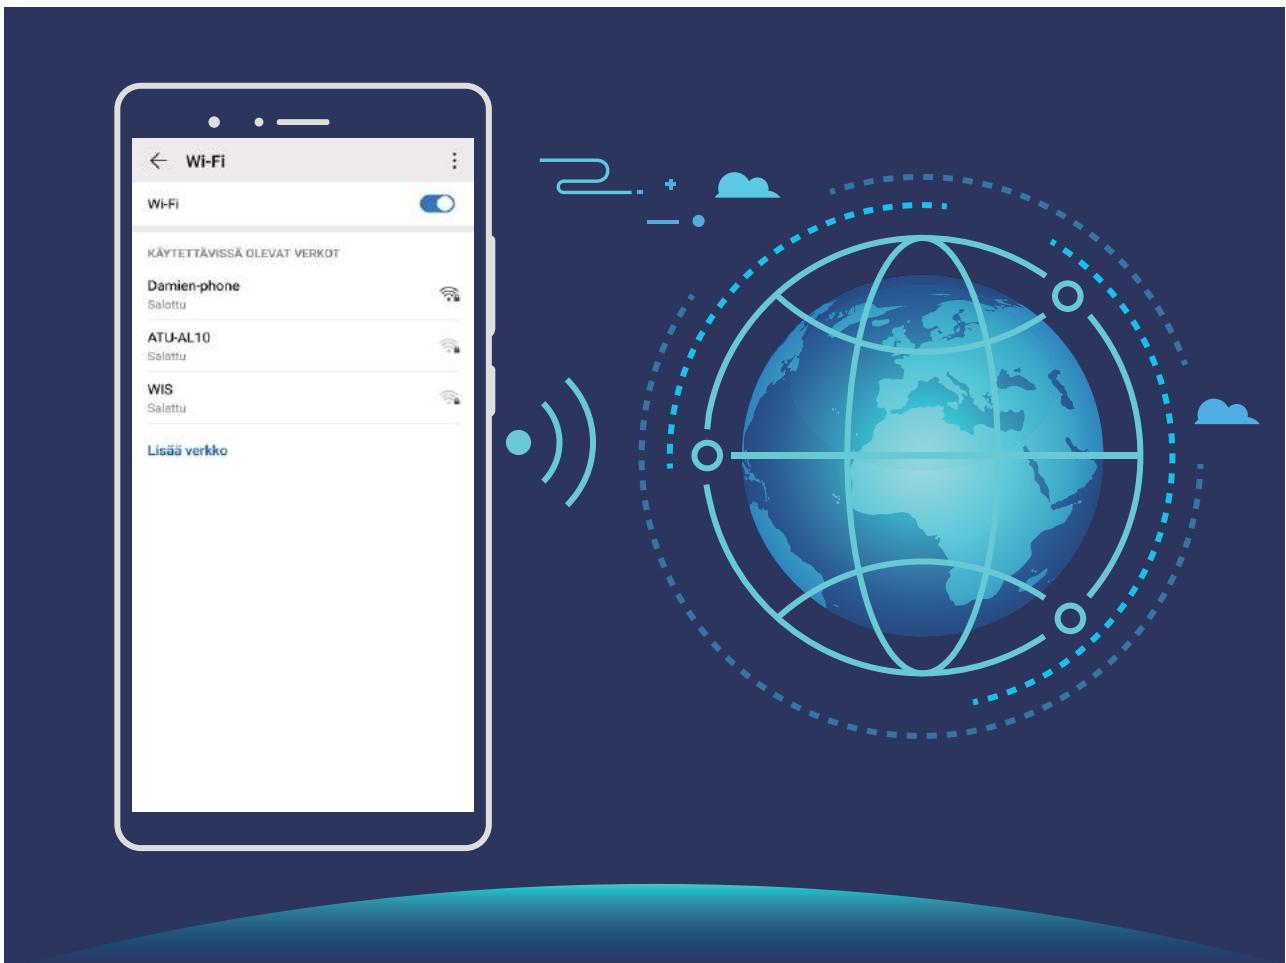 Wi-Fi
Wi-Fi
KÄYTETTÄVISSÄ OLEVAT VERKOT
Damien-phone
Salattu
ATU-AL10
Salattu
WIS
Salattu
Lisää verkko